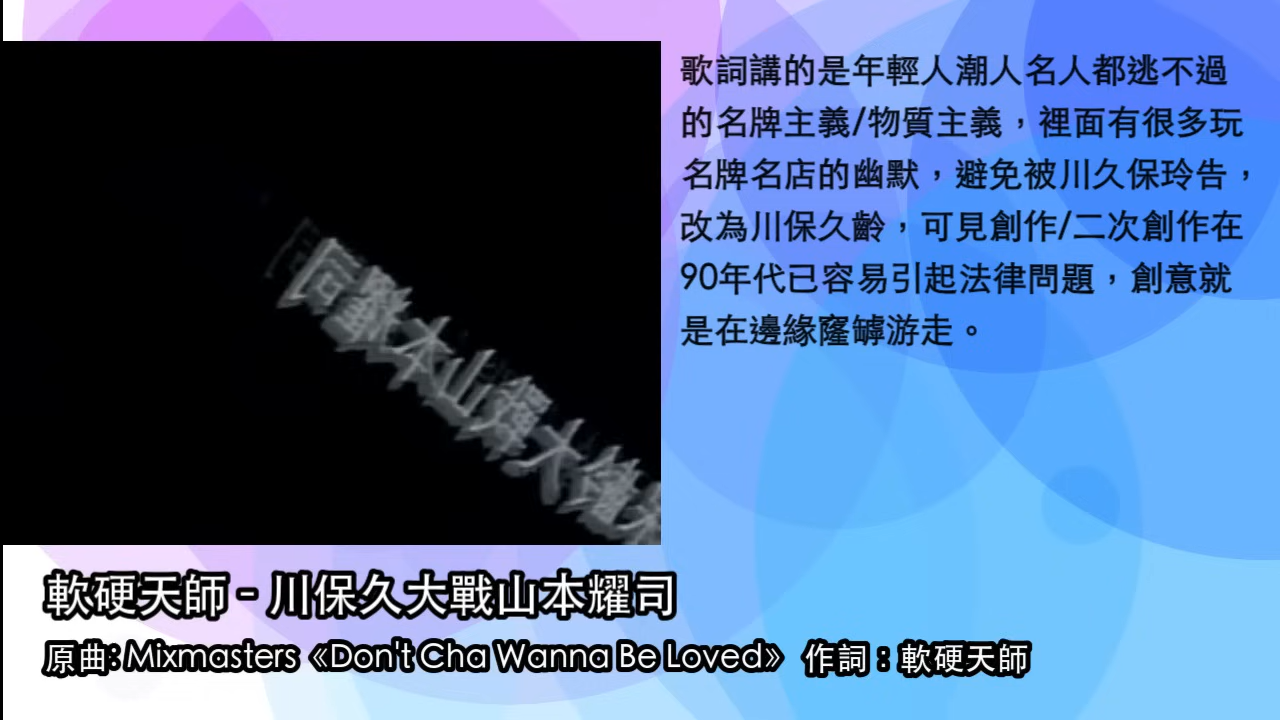 歌詞講的是年輕人潮人名人都逃不過
的名牌主義/物質主義，裡面有很多玩
名牌名店的幽默，避免被川久保玲告，
改為川保久齡，可見創作/二次創作在
90年代已容易引起法律問題，創意就
是在邊緣窿罅游走。
軟硬天師 - 川保久大戰山本耀司
原曲: Mixmasters《Don't Cha Wanna Be Loved》 作詞：軟硬天師